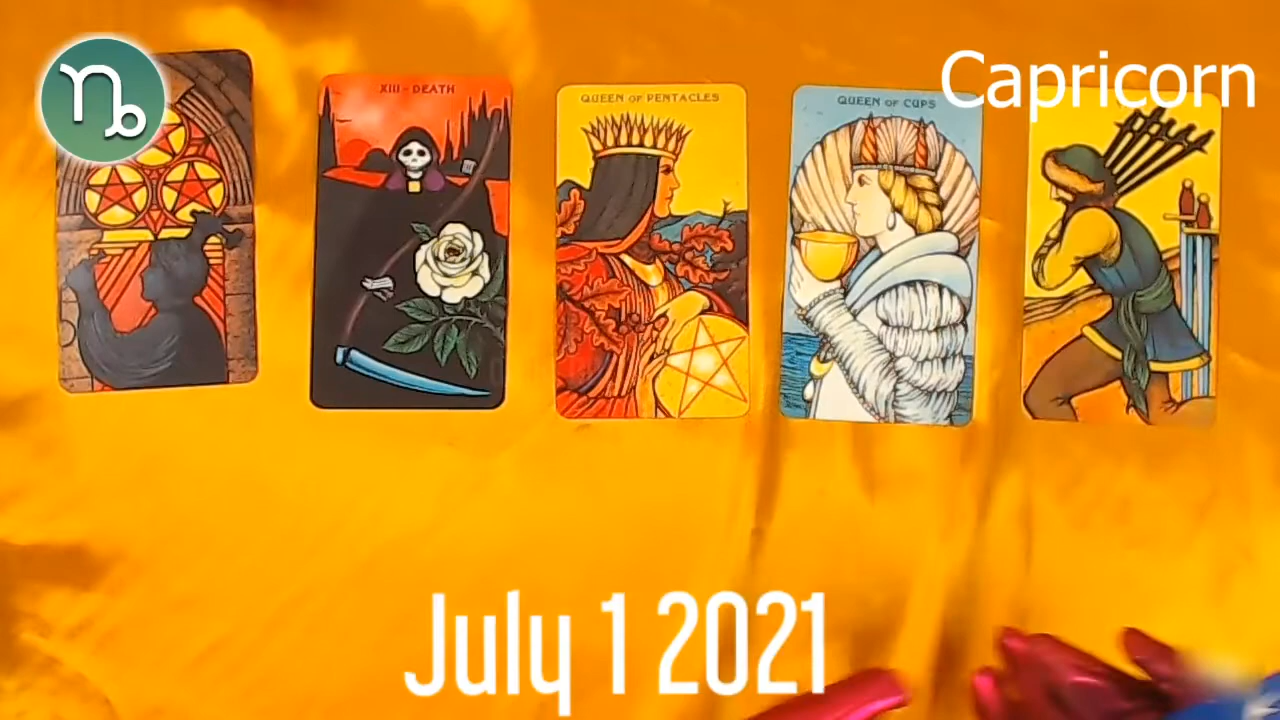 Capricorn
XIII - DEATH
QUEEN OF PENTACLES
QUEEN OF CUPS
July 1 2021